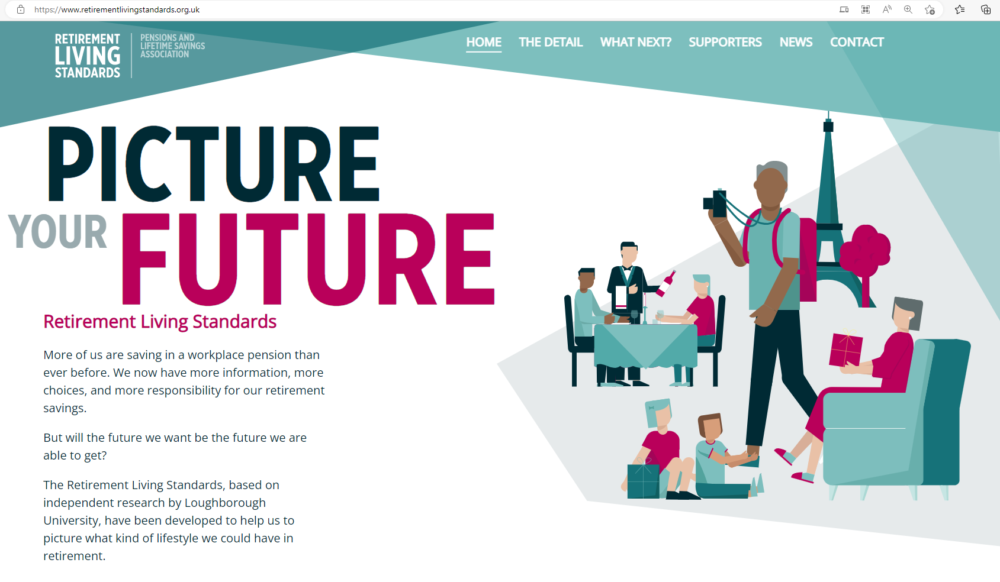 https://www.retirementlivingstandards.org.uk
RETIREMENT
LIVING
STANDARDS
PENSIONS AND
LIFETIME SAVINGS
ASSOCIATION
HOME THE DETAIL WHAT NEXT? SUPPORTERS NEWS CONTACT
PICTURE
YOUR FUTURE
Retirement Living Standards
More of us are saving in a workplace pension than
ever before. We now have more information, more
choices, and more responsibility for our retirement
savings.
But will the future we want be the future we are
able to get?
The Retirement Living Standards, based on
independent research by Loughborough
University, have been developed to help us to
picture what kind of lifestyle we could have in
retirement.